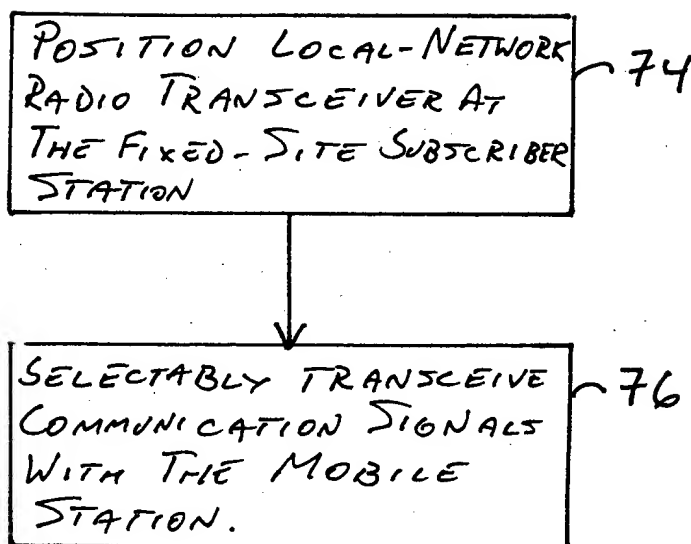 POSITION LOCAL-NETWORK
RADIO TRANSCEIVER AT
THE FIXED-SITE SUBSCRIBER
STATION
74
SELECTABLY TRANSCEIVE
COMMUNICATION SIGNALS
WITH THE MOBILE
STATION.
76